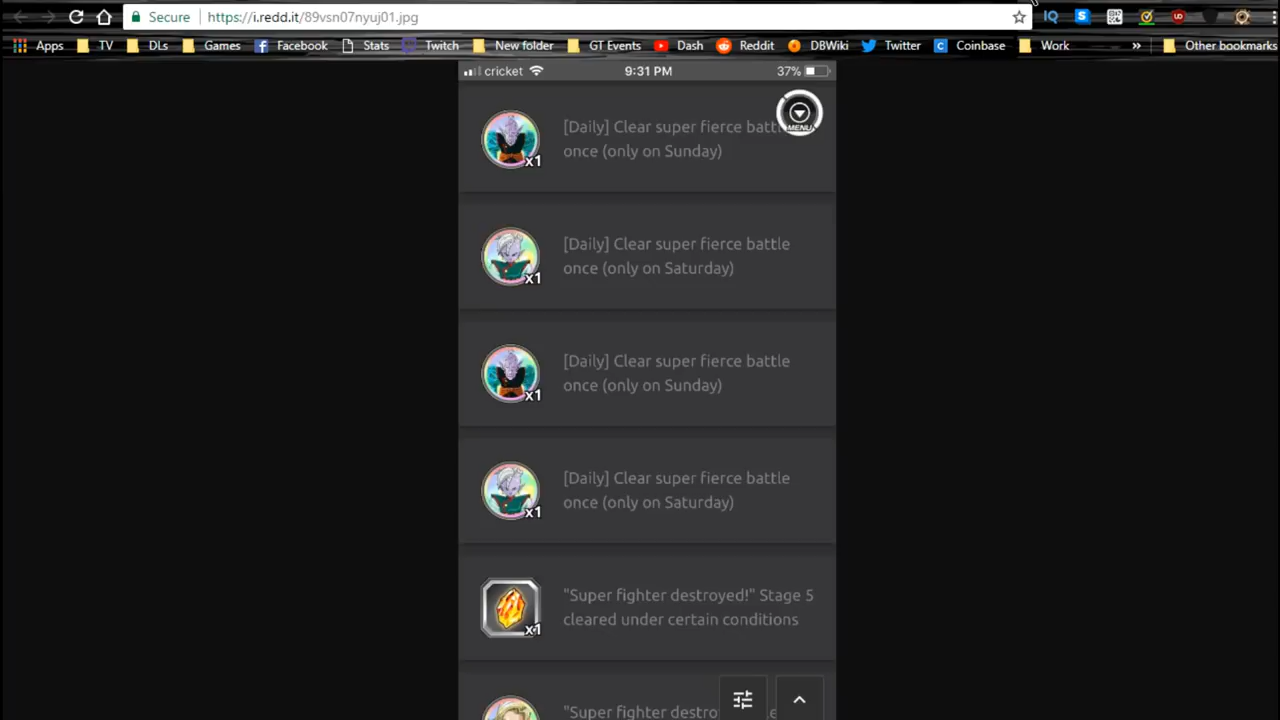 Secure https://i.redd.it/89vsn07nyuj01.jpg
Apps TV DLs Games Facebook Stats Twitch New folder GT Events Dash Reddit DBWiki Twitter Coinbase Work » Other bookmarks
cricket 9:31 PM 37%
MENU
[Daily] Clear super fierce
once (only on Sunday)
x1
[Daily] Clear super fierce battle
once (only on Saturday)
x1
[Daily] Clear super fierce battle
once (only on Sunday)
x1
[Daily] Clear super fierce battle
once (only on Saturday)
x1
"Super fighter destroyed!" Stage 5
cleared under certain conditions
x1
"Super fighter